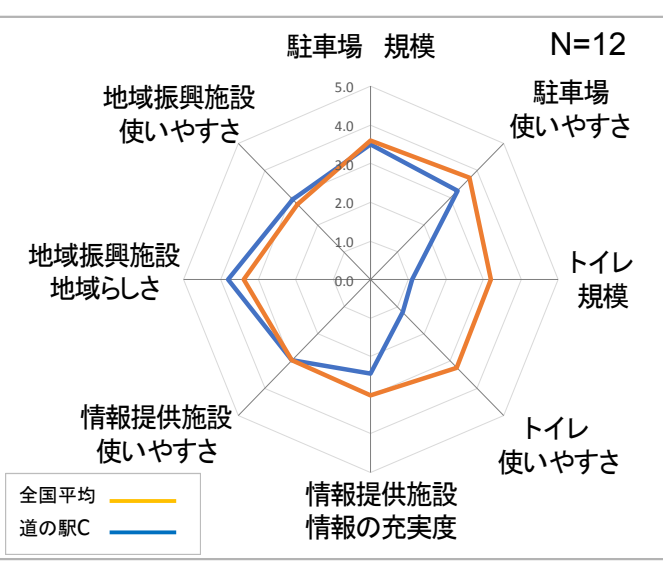 駐車場 規模
N=12
駐車場
使いやすさ
トイレ
規模
トイレ
使いやすさ
情報提供施設
情報の充実度
情報提供施設
使いやすさ
地域振興施設
地域らしさ
地域振興施設
使いやすさ
5.0
4.0
3.0
2.0
1.0
0.0
全国平均
道の駅C